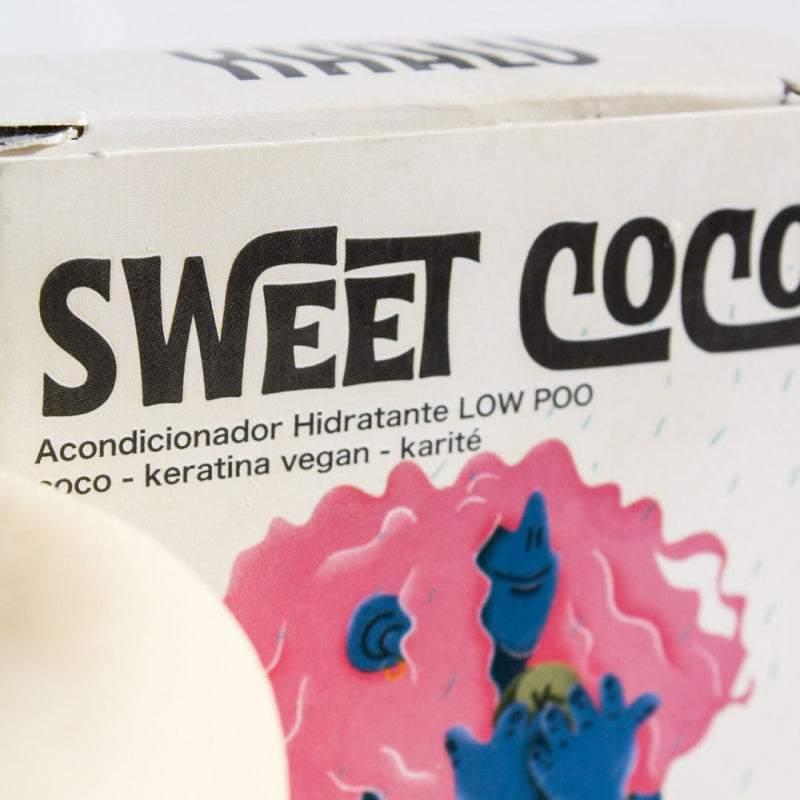 SWEET COCO
Acondicionador Hidratante LOW POO
coco - keratina vegan - karité
K